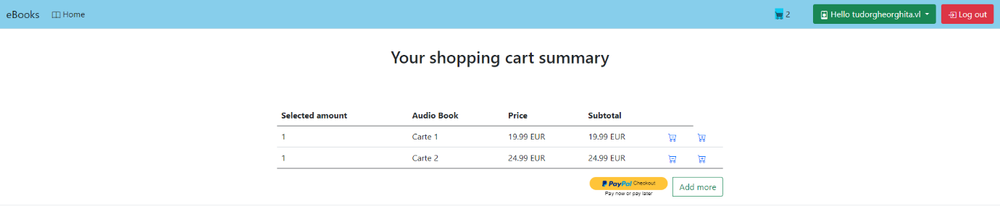 eBooks Home 2 Hello tudorgheorghita.vl Log out
Your shopping cart summary
Selected amount Audio Book Price Subtotal
1 Carte 1 19.99 EUR 19.99 EUR
1 Carte 2 24.99 EUR 24.99 EUR
PayPal Checkout Add more
Pay now or pay later